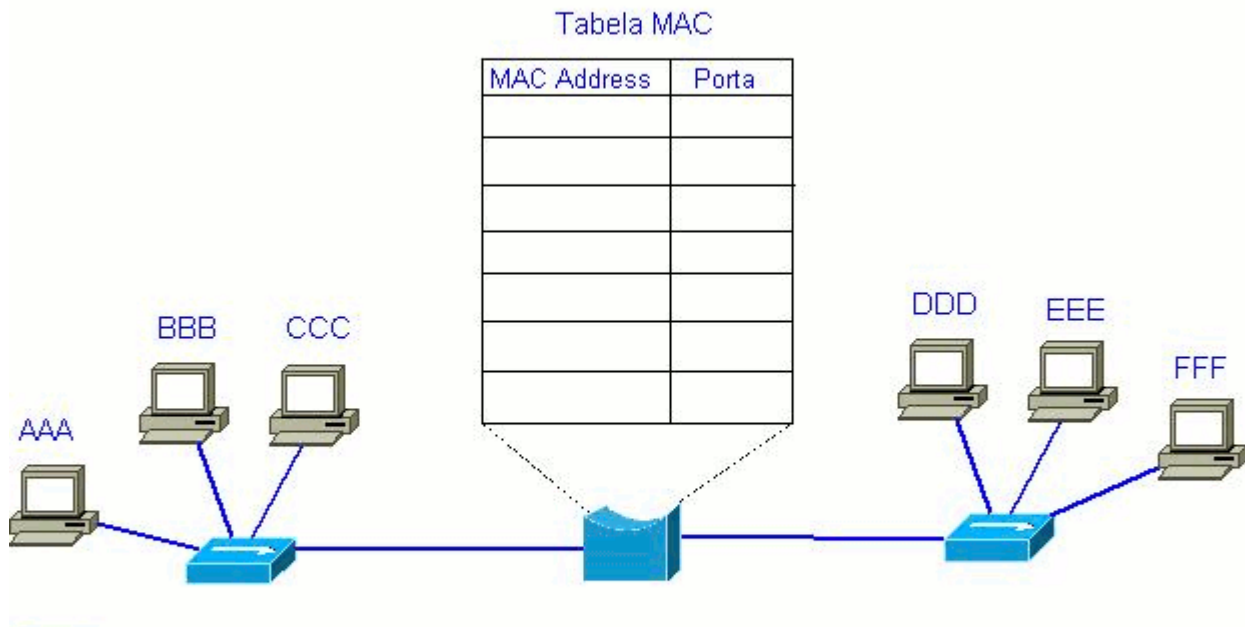 Tabela MAC
MAC Address Porta
BBB CCC
DDD EEE
FFF
AAA